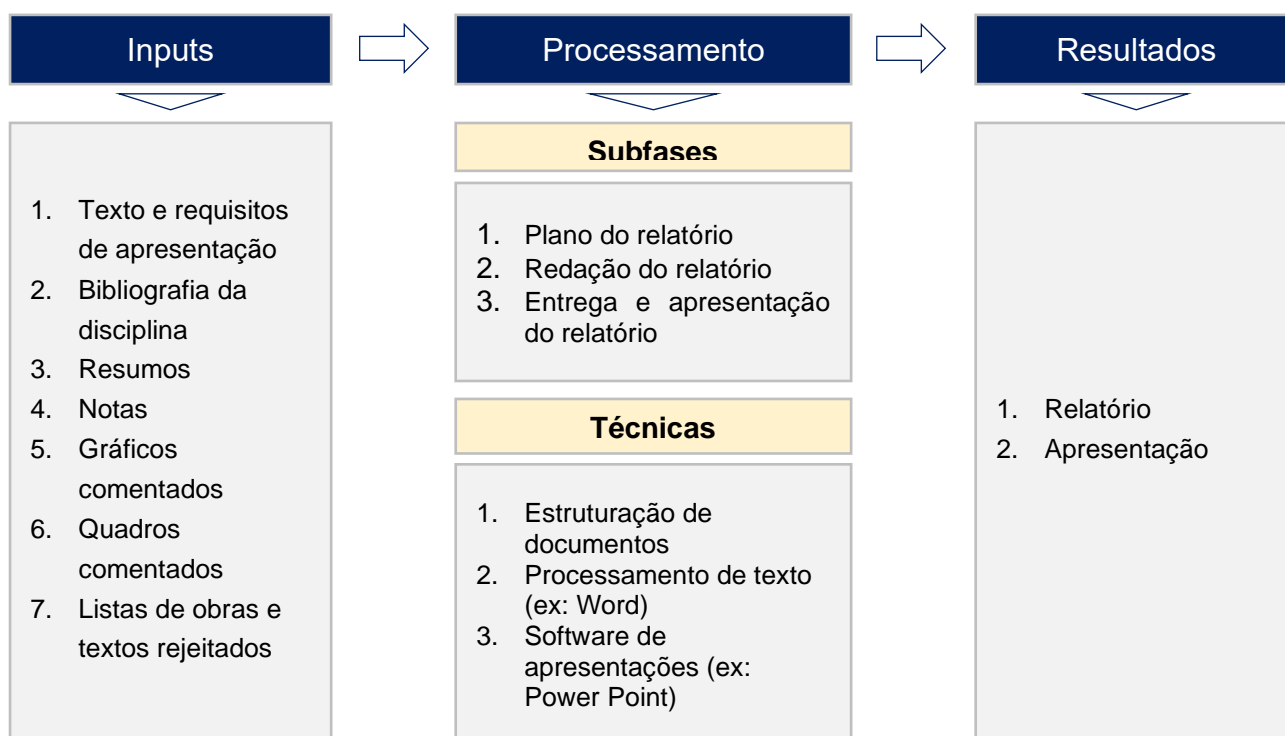 Inputs
Processamento
Resultados
1. Texto e requisitos
de apresentação
2. Bibliografia da
disciplina
3. Resumos
4. Notas
5. Gráficos
comentados
6. Quadros
comentados
7. Listas de obras e
textos rejeitados
Subfases
1. Plano do relatório
2. Redação do relatório
3. Entrega e apresentação
do relatório
Técnicas
1. Estruturação de
documentos
2. Processamento de texto
(ex: Word)
3. Software de
apresentações (ex:
Power Point)
1. Relatório
2. Apresentação